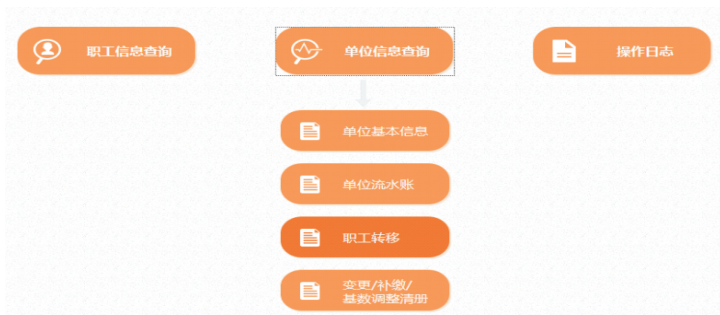 职工信息查询
单位信息查询
操作日志
单位基本信息
单位流水账
职工转移
变更/补缴/
基数调整清册